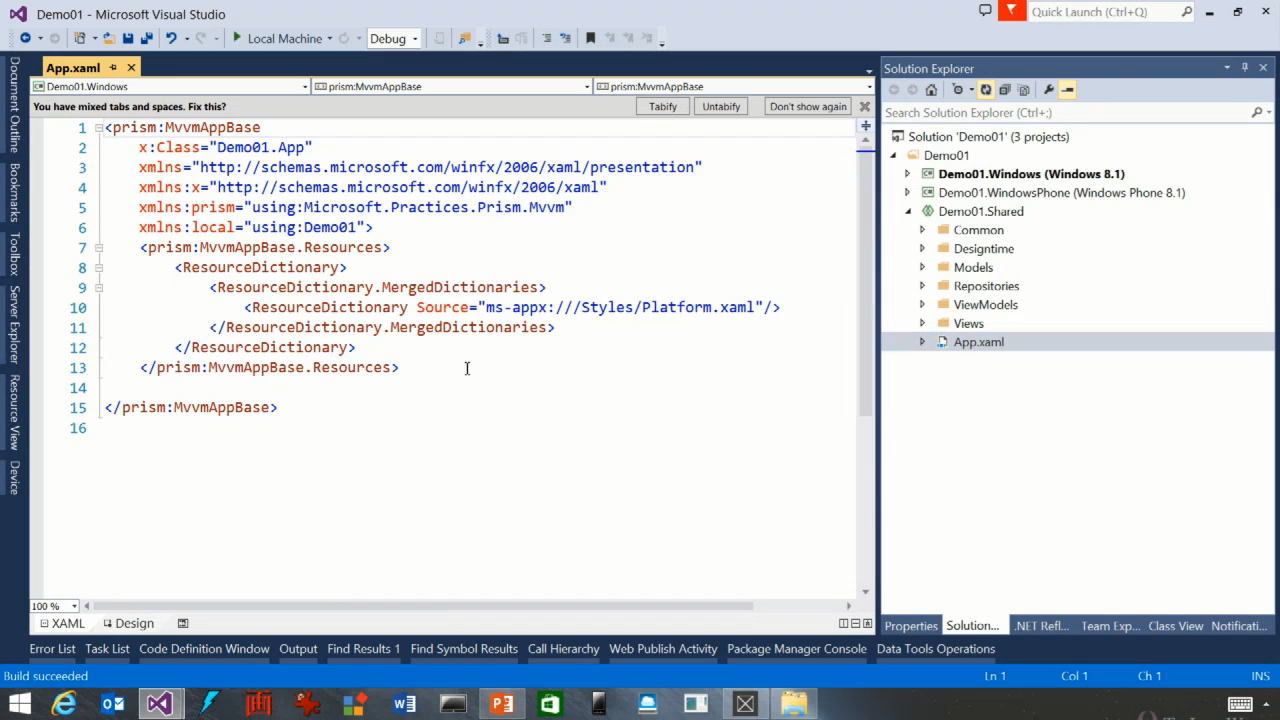 Demo01 - Microsoft Visual Studio
Quick Launch (Ctrl+Q)
Local Machine
Debug
App.xaml
Demo01.Windows
prism:MvvmAppBase
prism:MvvmAppBase
You have mixed tabs and spaces. Fix this?
Tabify
Untabify
Don't show again
1 <prism:MvvmAppBase
2 x:Class="Demo01.App"
3 xmlns="http://schemas.microsoft.com/winfx/2006/xaml/presentation"
4 xmlns:x="http://schemas.microsoft.com/winfx/2006/xaml"
5 xmlns:prism="using:Microsoft.Practices.Prism.Mvvm"
6 xmlns:local="using:Demo01">
7 <prism:MvvmAppBase.Resources>
8 <ResourceDictionary>
9 <ResourceDictionary.MergedDictionaries>
10 <ResourceDictionary Source="ms-appx:///Styles/Platform.xaml"/>
11 </ResourceDictionary.MergedDictionaries>
12 </ResourceDictionary>
13 </prism:MvvmAppBase.Resources>
14
15 </prism:MvvmAppBase>
16
100 %
XAML
Design
Document Outline
Bookmarks
Toolbox
Server Explorer
Resource View
Device
Solution Explorer
Search Solution Explorer (Ctrl+;)
Solution 'Demo01' (3 projects)
Demo01
Demo01.Windows (Windows 8.1)
Demo01.WindowsPhone (Windows Phone 8.1)
Demo01.Shared
Common
Designtime
Models
Repositories
ViewModels
Views
App.xaml
Properties
Solution...
.NET Refl...
Team Exp...
Class View
Notificati...
Error List
Task List
Code Definition Window
Output
Find Results 1
Find Symbol Results
Call Hierarchy
Web Publish Activity
Package Manager Console
Data Tools Operations
Build succeeded
Ln 1
Col 1
Ch 1
INS